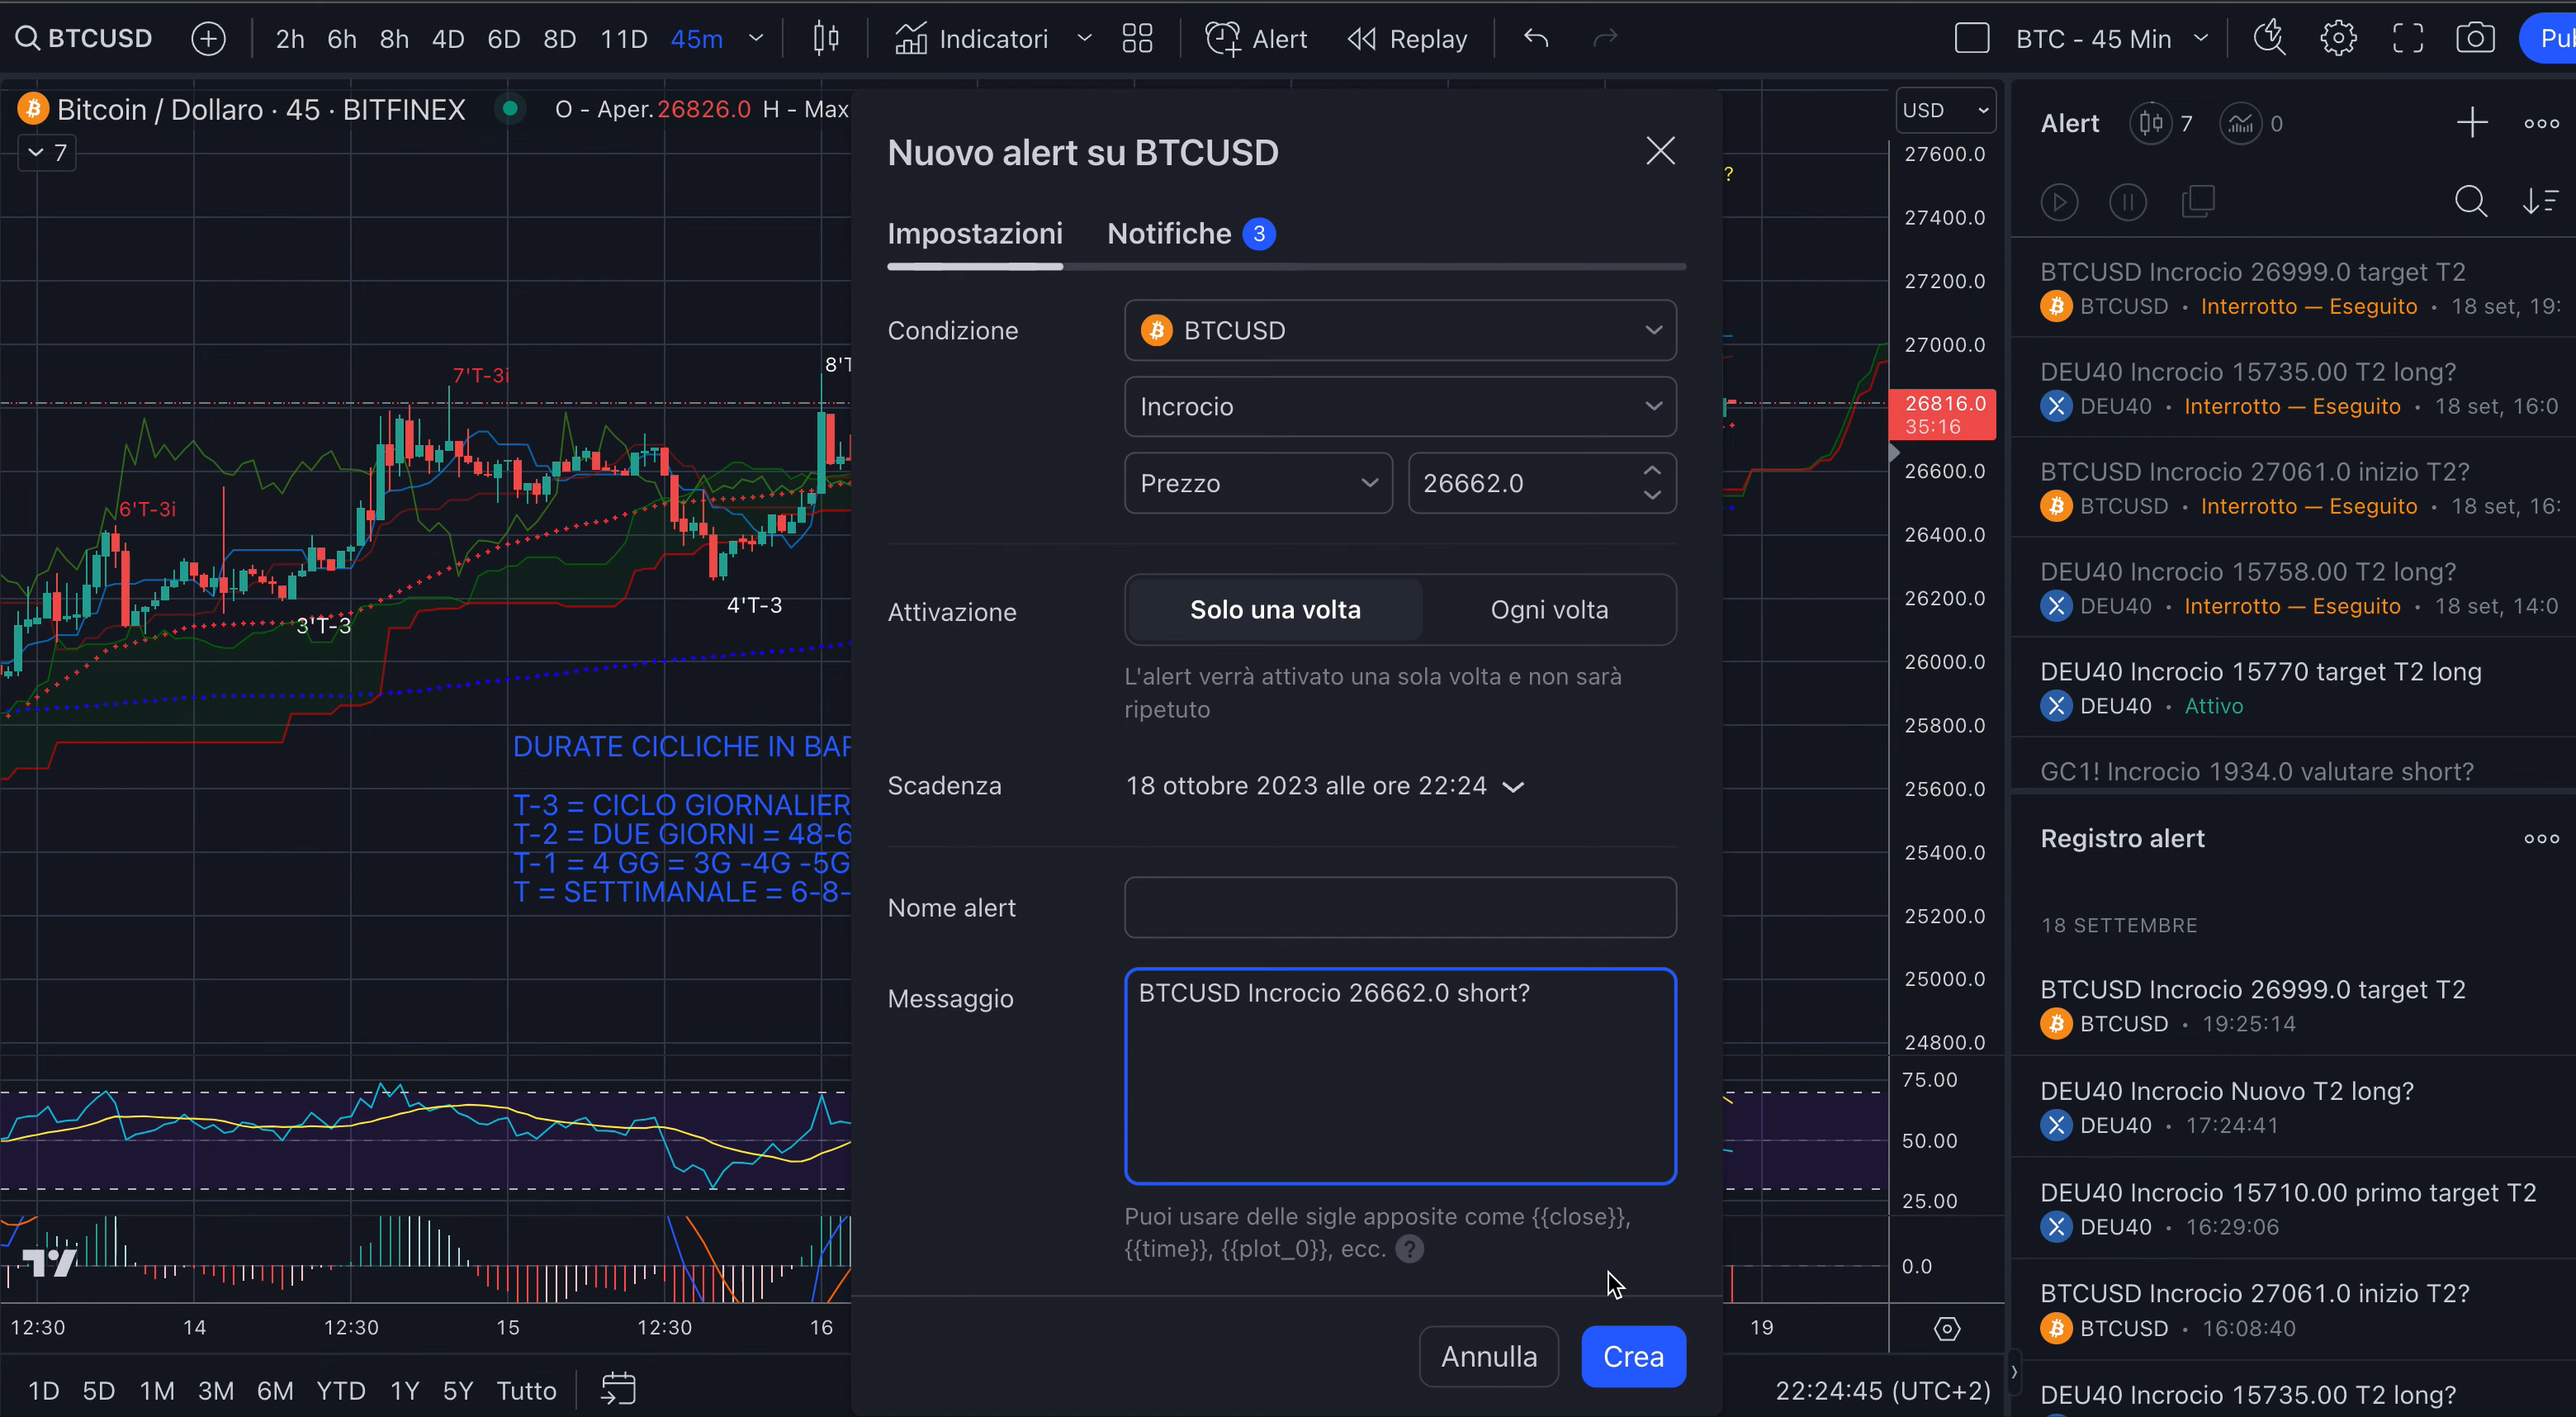 BTCUSD
2h 6h 8h 4D 6D 8D 11D 45m
Indicatori
Alert
Replay
BTC - 45 Min
Bitcoin / Dollaro · 45 · BITFINEX
O - Aper. 26826.0 H - Max
7
8'T
7'T-3i
6'T-3i
3'T-3
4'T-3
DURATE CICLICHE IN BAR
T-3 = CICLO GIORNALIER
T-2 = DUE GIORNI = 48-6
T-1 = 4 GG = 3G -4G -5G
T = SETTIMANALE = 6-8-
12:30 14 12:30 15 12:30 16
1D 5D 1M 3M 6M YTD 1Y 5Y Tutto
Nuovo alert su BTCUSD
Impostazioni
Notifiche 3
Condizione
BTCUSD
Incrocio
Prezzo
26662.0
Attivazione
Solo una volta
Ogni volta
L'alert verrà attivato una sola volta e non sarà
ripetuto
Scadenza
18 ottobre 2023 alle ore 22:24
Nome alert
Messaggio
BTCUSD Incrocio 26662.0 short?
Puoi usare delle sigle apposite come {{close}},
{{time}}, {{plot_0}}, ecc. ?
Annulla
Crea
?
19
22:24:45 (UTC+2)
USD
27600.0
27400.0
27200.0
27000.0
26816.0
35:16
26600.0
26400.0
26200.0
26000.0
25800.0
25600.0
25400.0
25200.0
25000.0
24800.0
75.00
50.00
25.00
0.0
Alert 7 0
BTCUSD Incrocio 26999.0 target T2
BTCUSD · Interrotto — Eseguito · 18 set, 19:
DEU40 Incrocio 15735.00 T2 long?
DEU40 · Interrotto — Eseguito · 18 set, 16:0
BTCUSD Incrocio 27061.0 inizio T2?
BTCUSD · Interrotto — Eseguito · 18 set, 16:
DEU40 Incrocio 15758.00 T2 long?
DEU40 · Interrotto — Eseguito · 18 set, 14:0
DEU40 Incrocio 15770 target T2 long
DEU40 · Attivo
GC1! Incrocio 1934.0 valutare short?
Registro alert
18 SETTEMBRE
BTCUSD Incrocio 26999.0 target T2
BTCUSD · 19:25:14
DEU40 Incrocio Nuovo T2 long?
DEU40 · 17:24:41
DEU40 Incrocio 15710.00 primo target T2
DEU40 · 16:29:06
BTCUSD Incrocio 27061.0 inizio T2?
BTCUSD · 16:08:40
DEU40 Incrocio 15735.00 T2 long?